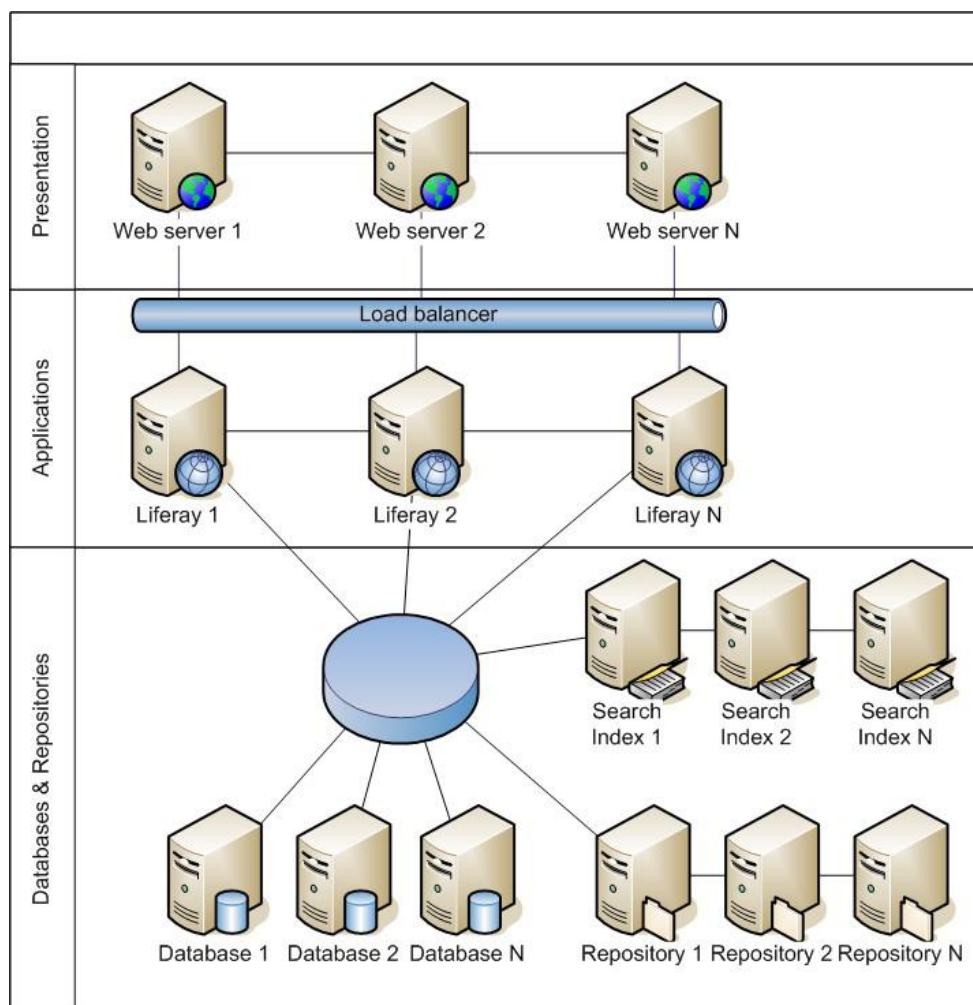 Presentation
Web server 1
Web server 2
Web server N
Applications
Load balancer
Liferay 1
Liferay 2
Liferay N
Databases & Repositories
Search
Index 1
Search
Index 2
Search
Index N
Database 1
Database 2
Database N
Repository 1
Repository 2
Repository N